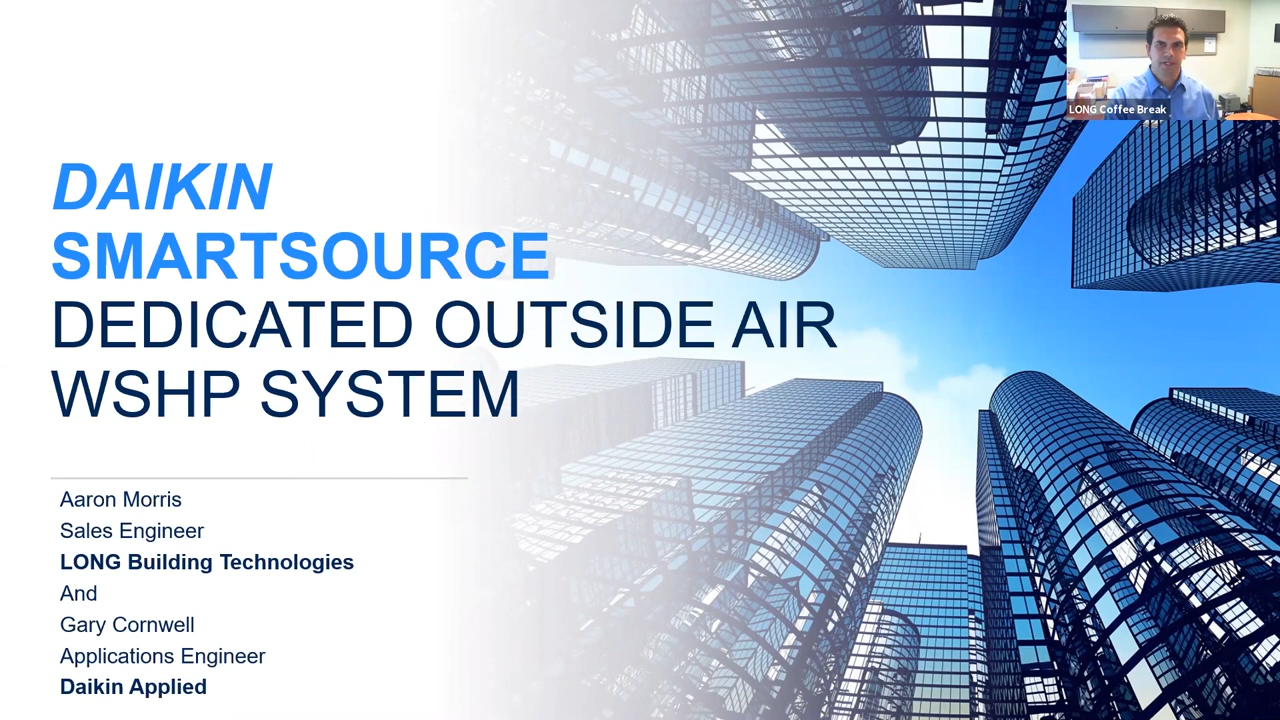 DAIKIN
SMARTSOURCE
DEDICATED OUTSIDE AIR
WSHP SYSTEM
Aaron Morris
Sales Engineer
LONG Building Technologies
And
Gary Cornwell
Applications Engineer
Daikin Applied
LONG Coffee Break